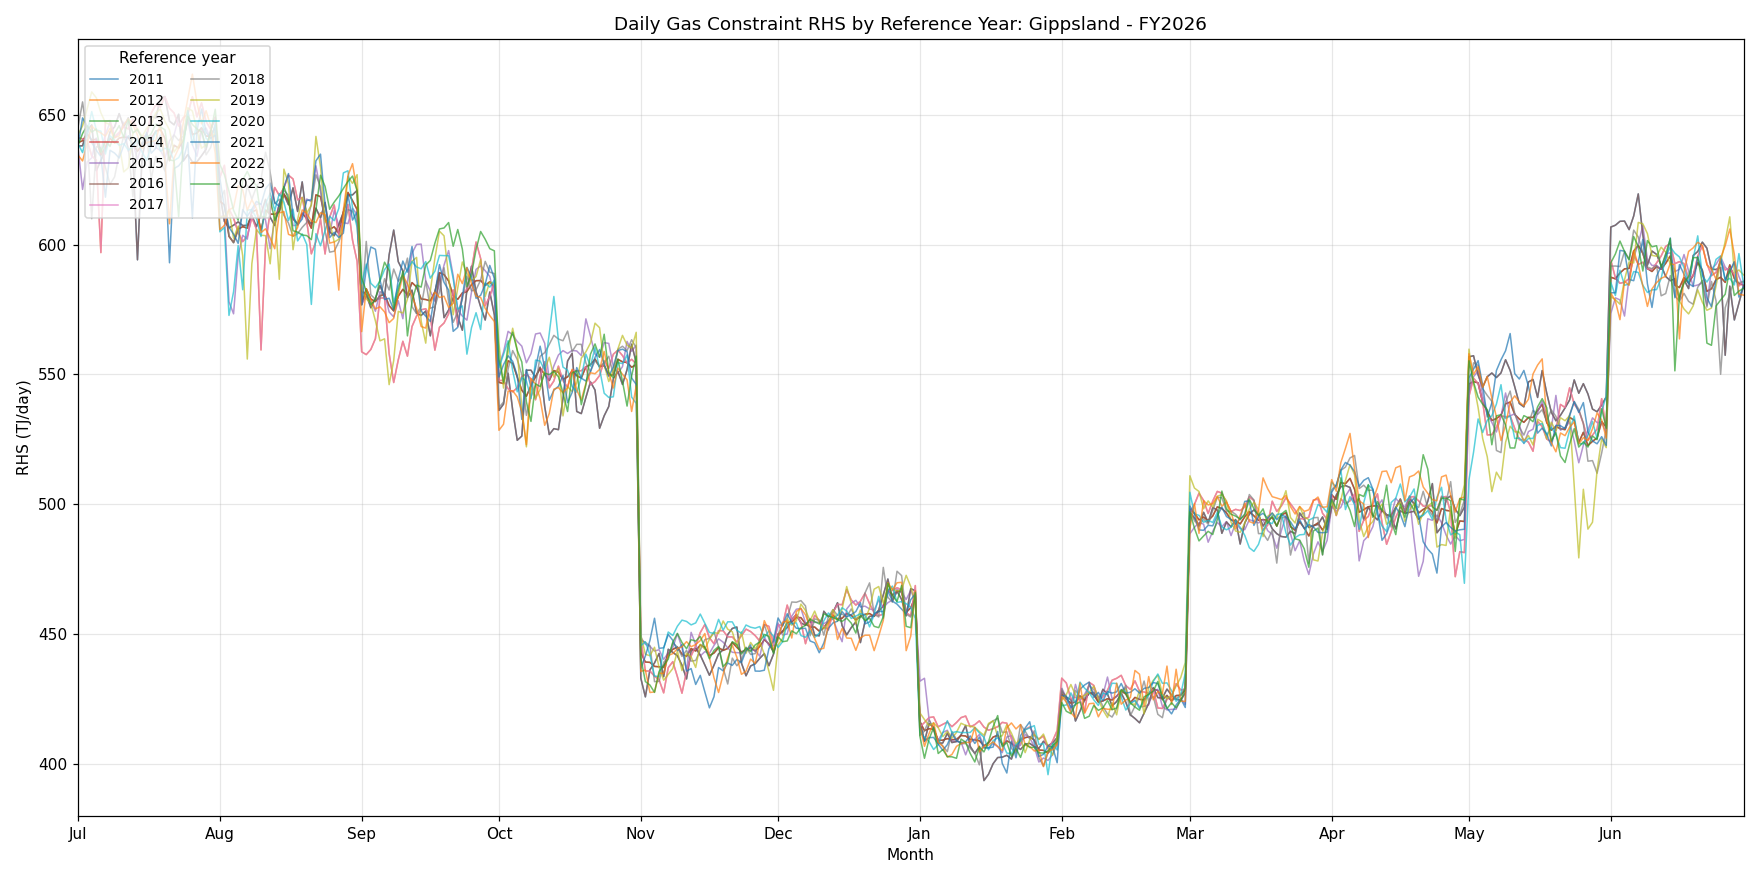 Daily Gas Constraint RHS by Reference Year: Gippsland - FY2026
Reference year
2011 2018
2012 2019
2013 2020
2014 2021
2015 2022
2016 2023
2017
RHS (TJ/day)
650
600
550
500
450
400
Jul Aug Sep Oct Nov Dec Jan Feb Mar Apr May Jun
Month